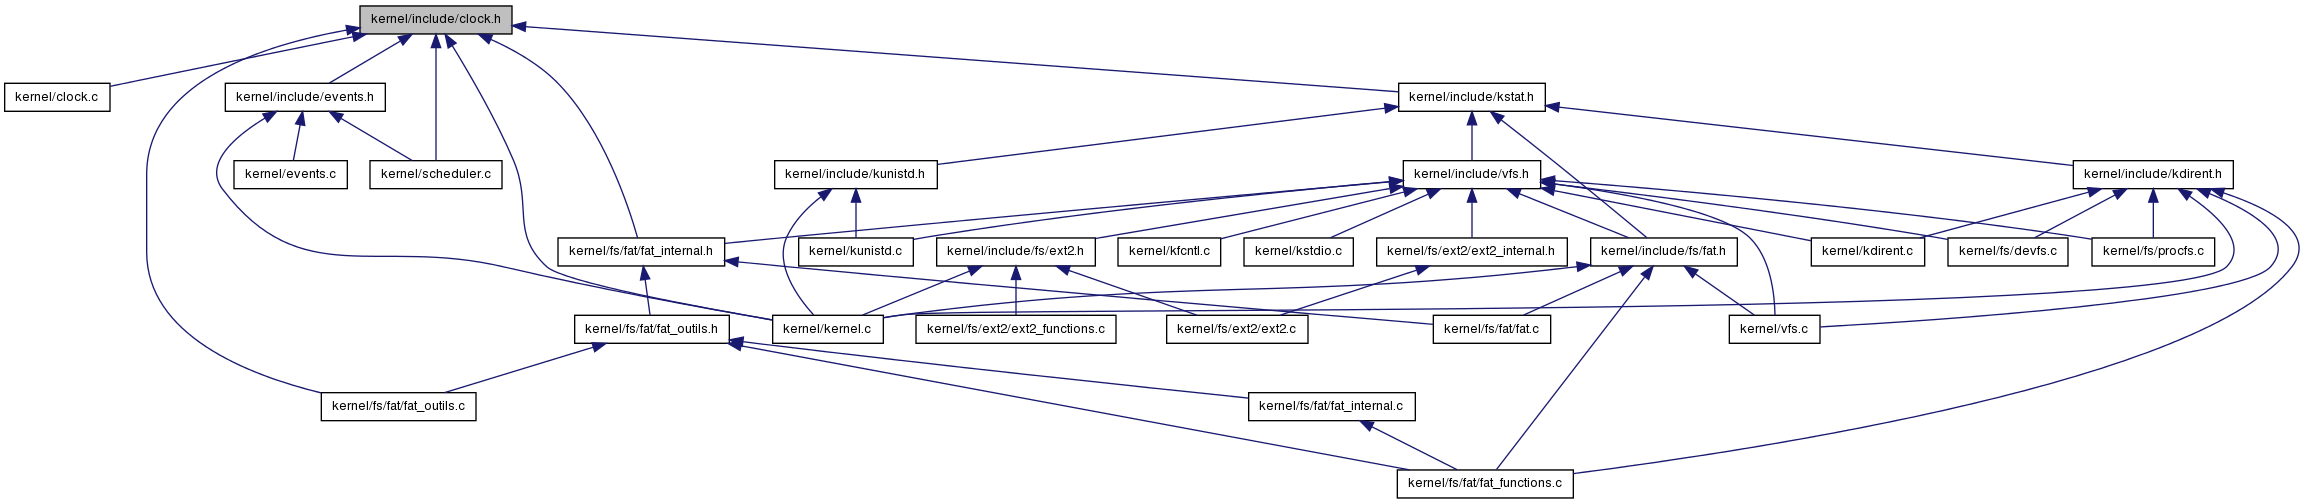 kernel/include/clock.h
kernel/clock.c
kernel/include/events.h
kernel/include/kstat.h
kernel/events.c
kernel/scheduler.c
kernel/include/kunistd.h
kernel/include/vfs.h
kernel/include/kdirent.h
kernel/fs/fat/fat_internal.h
kernel/kunistd.c
kernel/include/fs/ext2.h
kernel/kfcntl.c
kernel/kstdio.c
kernel/fs/ext2/ext2_internal.h
kernel/include/fs/fat.h
kernel/kdirent.c
kernel/fs/devfs.c
kernel/fs/procfs.c
kernel/fs/fat/fat_outils.h
kernel/kernel.c
kernel/fs/ext2/ext2_functions.c
kernel/fs/ext2/ext2.c
kernel/fs/fat/fat.c
kernel/vfs.c
kernel/fs/fat/fat_outils.c
kernel/fs/fat/fat_internal.c
kernel/fs/fat/fat_functions.c